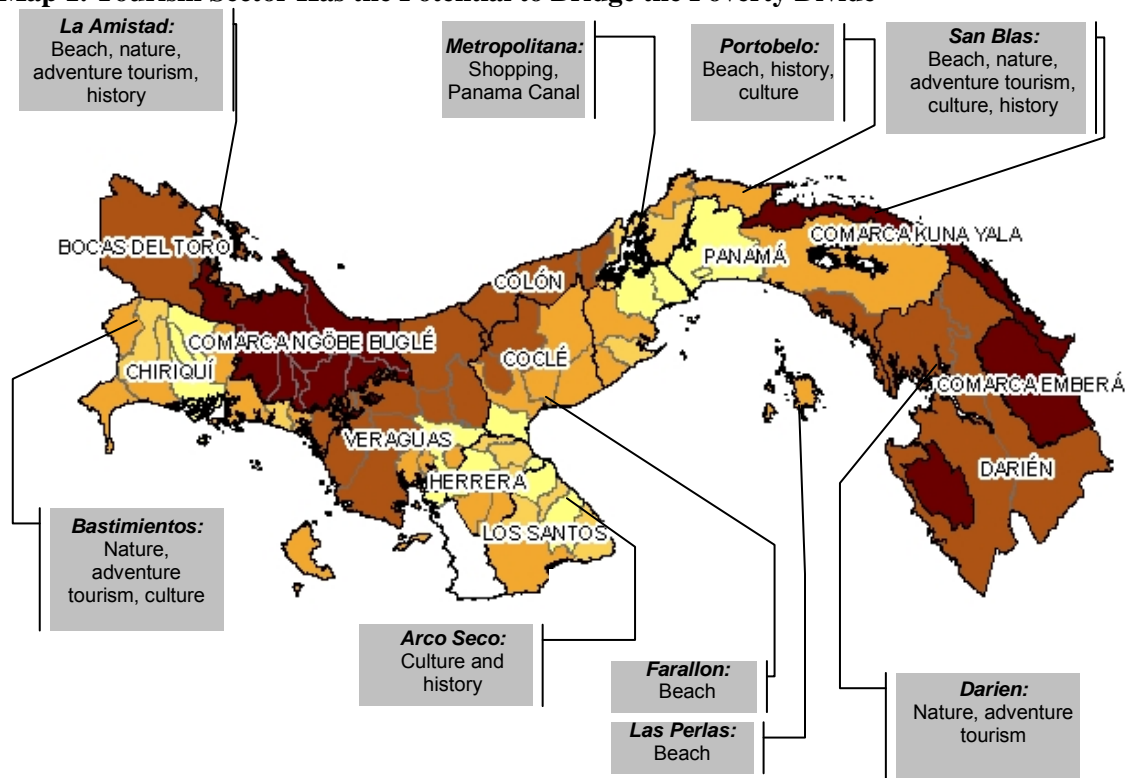 Map 1: Tourism Sector Has the Potential to Bridge the Poverty Divide
La Amistad:
Beach, nature,
adventure tourism,
history
Metropolitana:
Shopping,
Panama Canal
Portobelo:
Beach, history,
culture
San Blas:
Beach, nature,
adventure tourism,
culture, history
BOCAS DEL TORO
COMARCA KUNA YALA
PANAMÁ
COLÓN
COMARCA NGÖBE BUGLÉ
COCLÉ
CHIRIQUÍ
COMARCA EMBERÁ
VERAGUAS
DARIÉN
HERRERA
LOS SANTOS
Bastimientos:
Nature,
adventure
tourism, culture
Arco Seco:
Culture and
history
Farallon:
Beach
Las Perlas:
Beach
Darien:
Nature, adventure
tourism